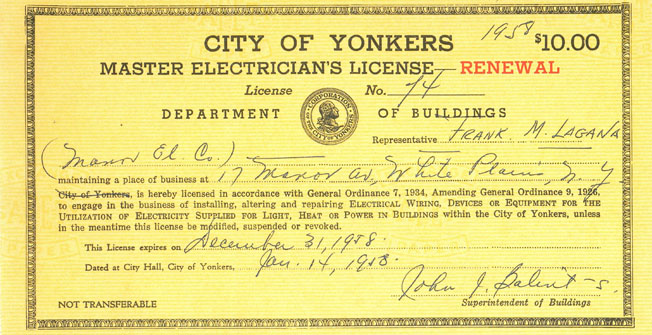 CITY OF YONKERS 1958 $10.00
MASTER ELECTRICIAN'S LICENSE— RENEWAL
License No. 74
DEPARTMENT OF BUILDINGS
CORPORATION
CITY OF YONKERS
Representative FRANK M. LAGANA
(Manor El. Co.)
maintaining a place of business at 17 Manor av, White Plains, N.Y.
City of Yonkers, is hereby licensed in accordance with General Ordinance 7, 1934, Amending General Ordinance 9, 1926,
to engage in the business of installing, altering and repairing ELECTRICAL WIRING, DEVICES OR EQUIPMENT FOR THE
UTILIZATION OF ELECTRICITY SUPPLIED FOR LIGHT, HEAT OR POWER IN BUILDINGS within the City of Yonkers, unless
in the meantime this license be modified, suspended or revoked.
This License expires on December 31, 1958.
Dated at City Hall, City of Yonkers, Jan. 14, 1958.
John J. Balint -s.
NOT TRANSFERABLE Superintendent of Buildings